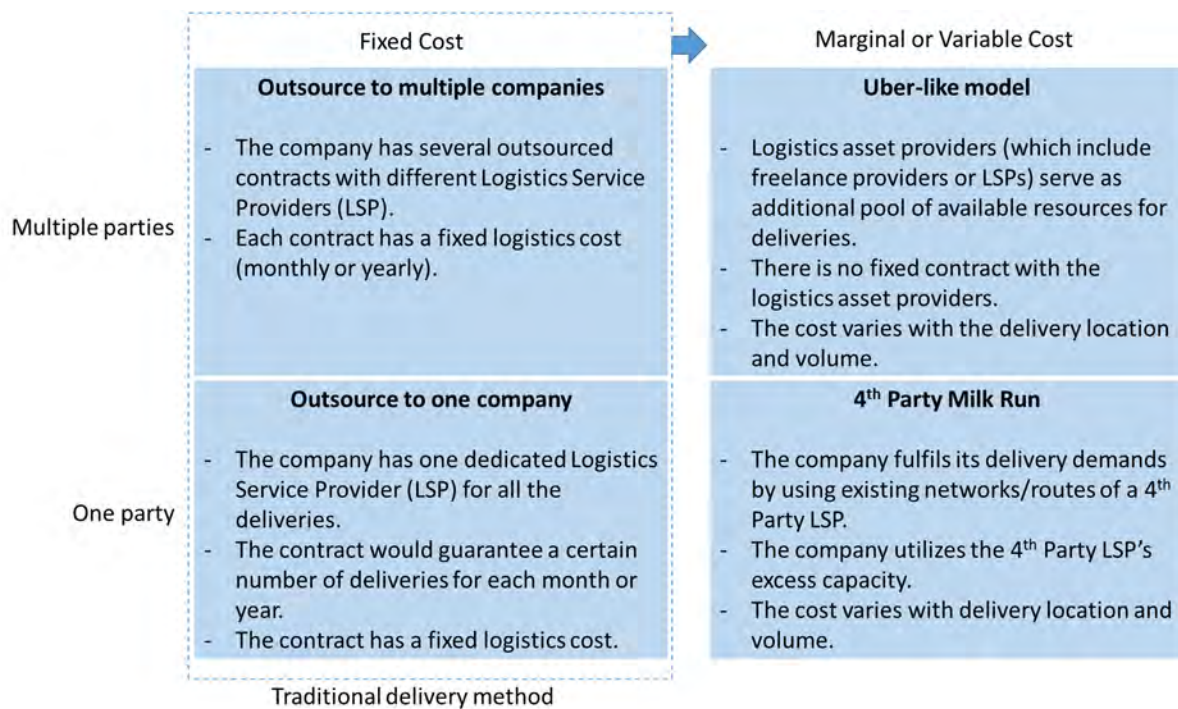 Fixed Cost
Marginal or Variable Cost
Multiple parties
Outsource to multiple companies
- The company has several outsourced
contracts with different Logistics Service
Providers (LSP).
- Each contract has a fixed logistics cost
(monthly or yearly).
Uber-like model
- Logistics asset providers (which include
freelance providers or LSPs) serve as
additional pool of available resources for
deliveries.
- There is no fixed contract with the
logistics asset providers.
- The cost varies with the delivery location
and volume.
One party
Outsource to one company
- The company has one dedicated Logistics
Service Provider (LSP) for all the
deliveries.
- The contract would guarantee a certain
number of deliveries for each month or
year.
- The contract has a fixed logistics cost.
4th Party Milk Run
- The company fulfils its delivery demands
by using existing networks/routes of a 4th
Party LSP.
- The company utilizes the 4th Party LSP's
excess capacity.
- The cost varies with delivery location and
volume.
Traditional delivery method